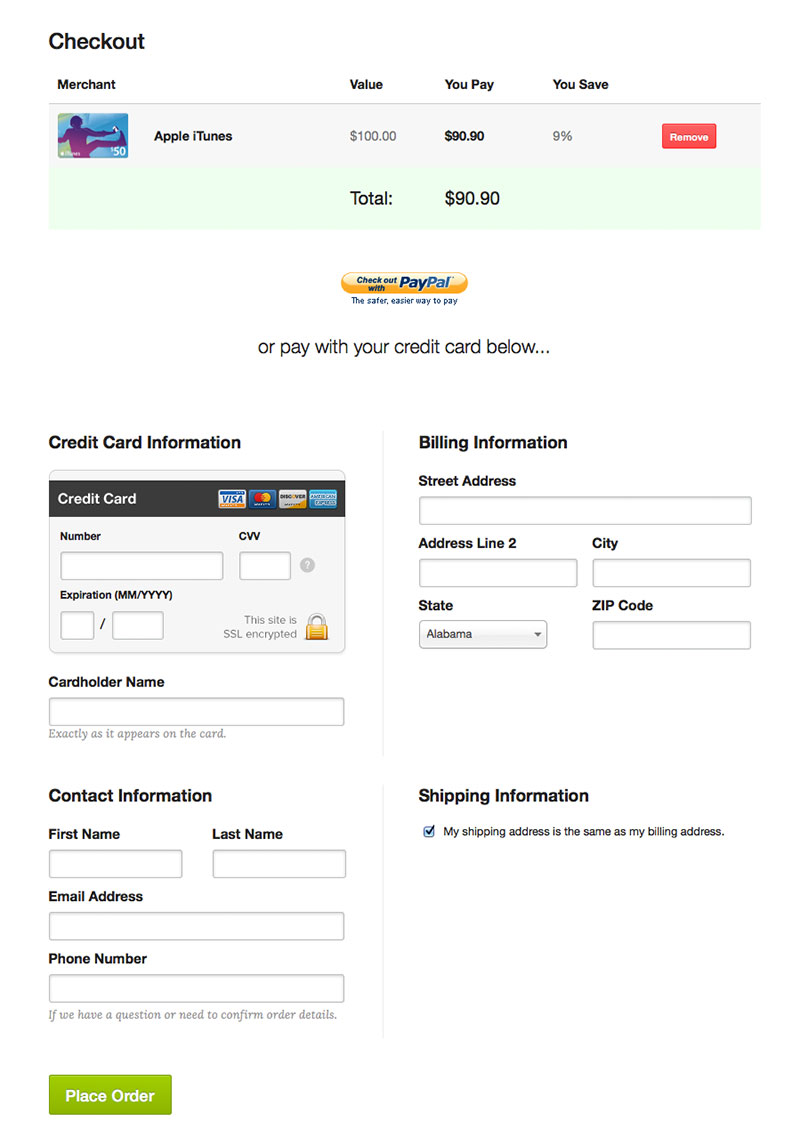 Checkout
Merchant Value You Pay You Save
iTunes $50 Apple iTunes $100.00 $90.90 9% Remove
Total: $90.90
Check out with PayPal
The safer, easier way to pay
or pay with your credit card below...
Credit Card Information
Credit Card VISA DISCOVER AMERICAN EXPRESS
Number CVV
?
Expiration (MM/YYYY)
/
This site is
SSL encrypted
Cardholder Name
Exactly as it appears on the card.
Billing Information
Street Address
Address Line 2 City
State ZIP Code
Alabama
Contact Information
First Name Last Name
Email Address
Phone Number
If we have a question or need to confirm order details.
Shipping Information
My shipping address is the same as my billing address.
Place Order